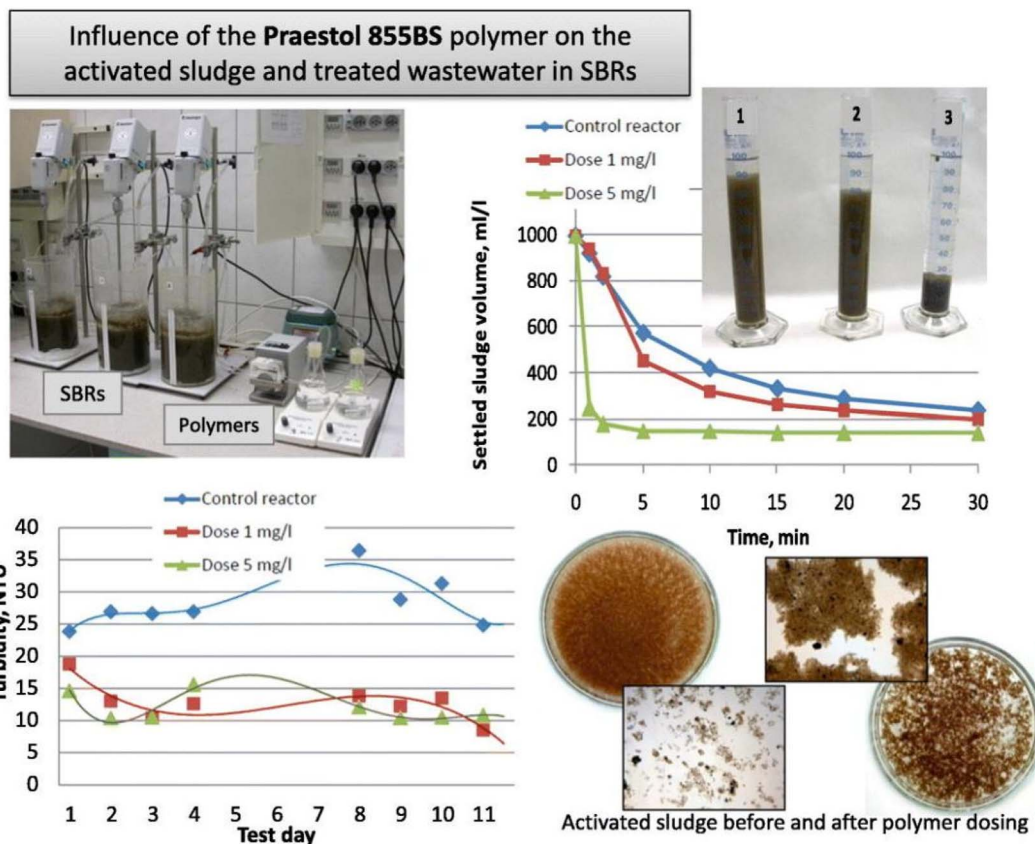 Influence of the Praestol 855BS polymer on the
activated sludge and treated wastewater in SBRs
SBRs
Polymers
Control reactor
Dose 1 mg/l
Dose 5 mg/l
1 2 3
Settled sludge volume, ml/l
1000
800
600
400
200
0
0 5 10 15 20 25 30
Time, min
Control reactor
Dose 1 mg/l
Dose 5 mg/l
Turbidity, NTU
40
35
30
25
20
15
10
5
0
1 2 3 4 5 6 7 8 9 10 11
Test day
Activated sludge before and after polymer dosing